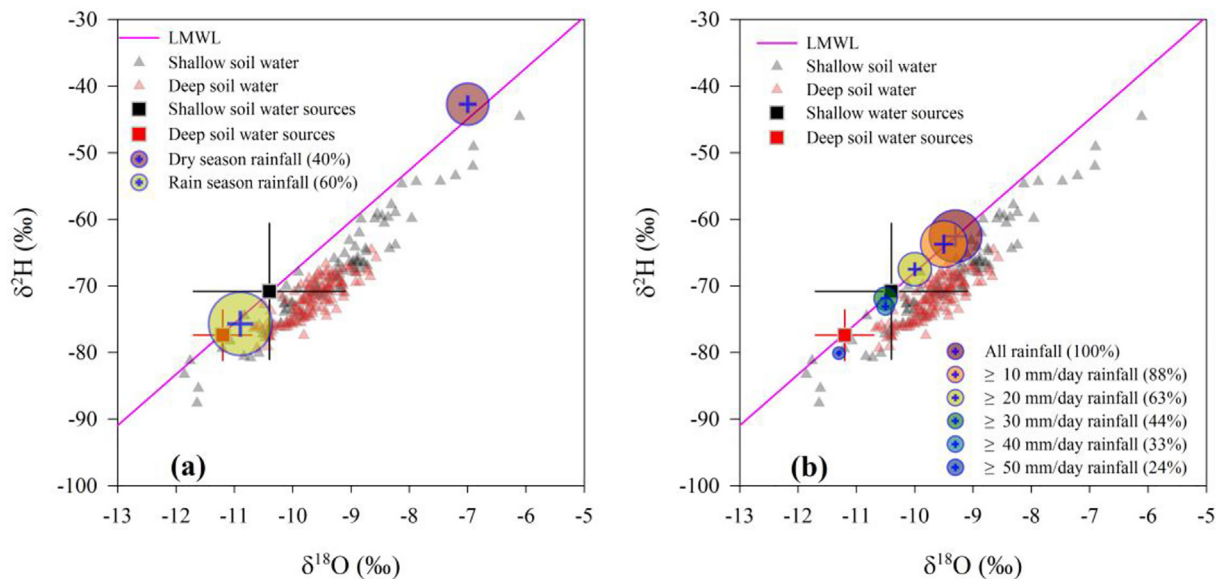 -30
-40
-50
-60
-70
-80
-90
-100
δ²H (‰)
LMWL
Shallow soil water
Deep soil water
Shallow soil water sources
Deep soil water sources
Dry season rainfall (40%)
Rain season rainfall (60%)
(a)
-13 -12 -11 -10 -9 -8 -7 -6 -5
δ¹⁸O (‰)
-30
-40
-50
-60
-70
-80
-90
-100
δ²H (‰)
LMWL
Shallow soil water
Deep soil water
Shallow water sources
Deep soil water sources
All rainfall (100%)
≥ 10 mm/day rainfall (88%)
≥ 20 mm/day rainfall (63%)
≥ 30 mm/day rainfall (44%)
≥ 40 mm/day rainfall (33%)
≥ 50 mm/day rainfall (24%)
(b)
-13 -12 -11 -10 -9 -8 -7 -6 -5
δ¹⁸O (‰)